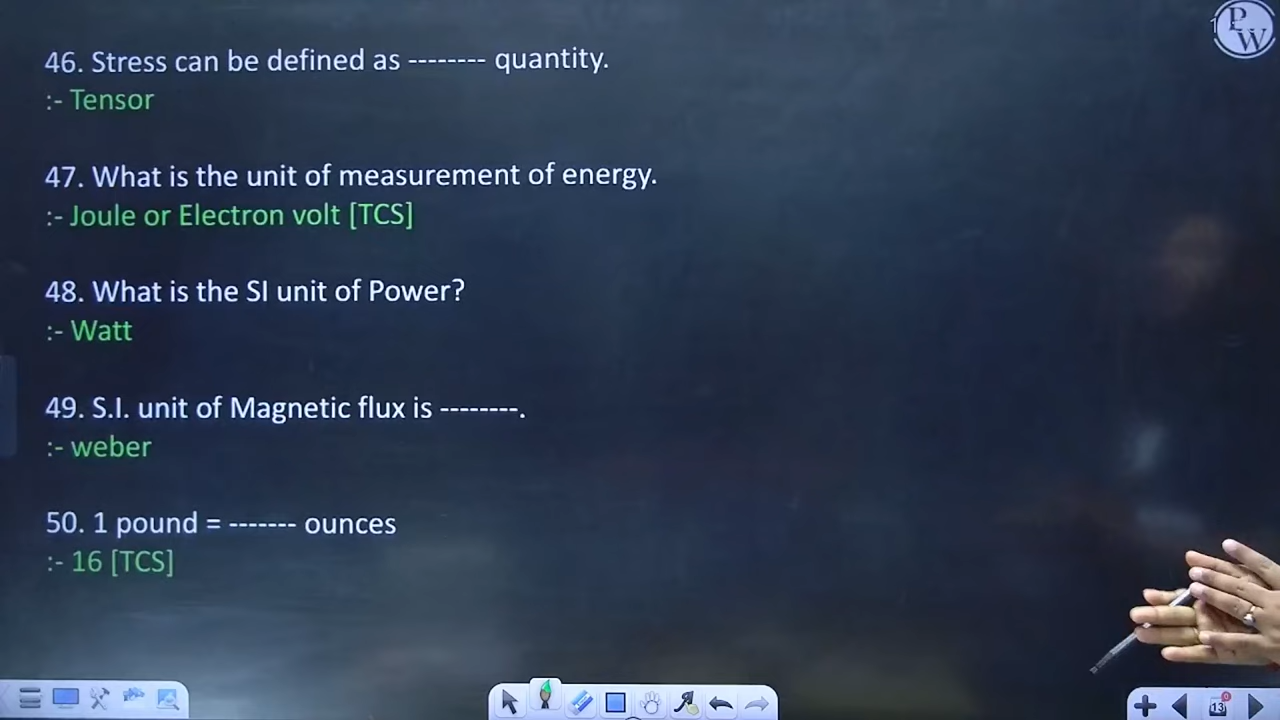 PW
46. Stress can be defined as -------- quantity.
:- Tensor
47. What is the unit of measurement of energy.
:- Joule or Electron volt [TCS]
48. What is the SI unit of Power?
:- Watt
49. S.I. unit of Magnetic flux is --------.
:- weber
50. 1 pound = ------- ounces
:- 16 [TCS]
13